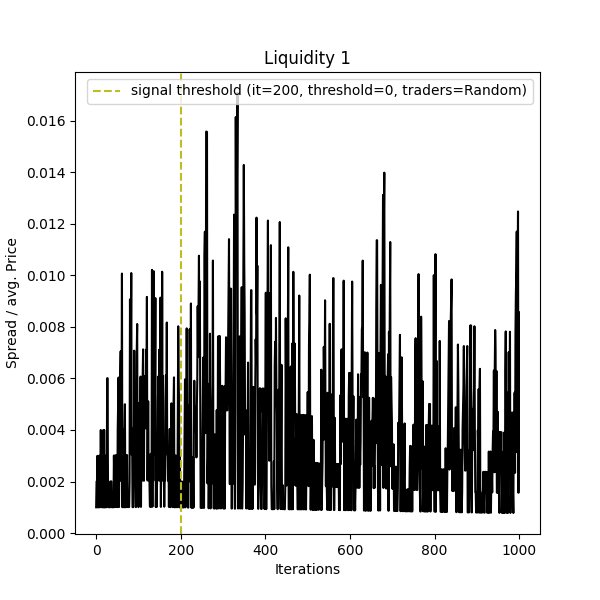 Liquidity 1
signal threshold (it=200, threshold=0, traders=Random)
Spread / avg. Price
0.016
0.014
0.012
0.010
0.008
0.006
0.004
0.002
0.000
0 200 400 600 800 1000
Iterations